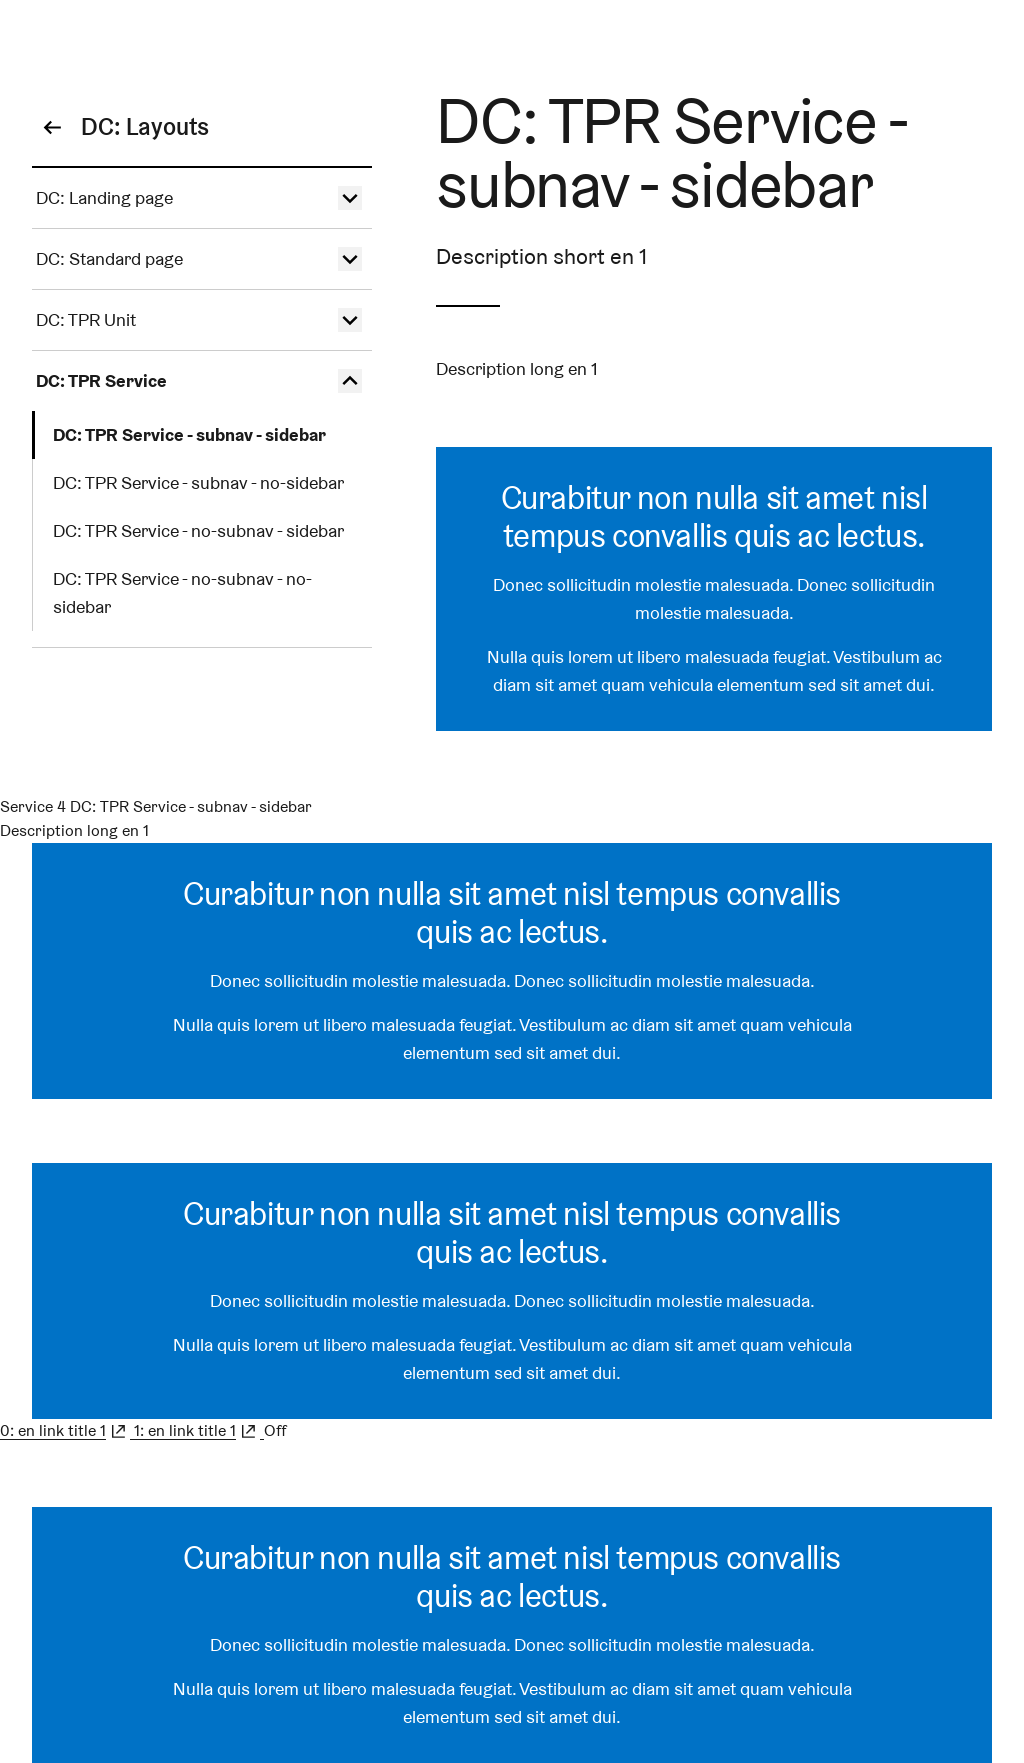 DC: Layouts
DC: Landing page
DC: Standard page
DC: TPR Unit
DC: TPR Service
DC: TPR Service - subnav - sidebar
DC: TPR Service - subnav - no-sidebar
DC: TPR Service - no-subnav - sidebar
DC: TPR Service - no-subnav - no-
sidebar
DC: TPR Service -
subnav - sidebar
Description short en 1
Description long en 1
Curabitur non nulla sit amet nisl
tempus convallis quis ac lectus.
Donec sollicitudin molestie malesuada. Donec sollicitudin
molestie malesuada.
Nulla quis lorem ut libero malesuada feugiat. Vestibulum ac
diam sit amet quam vehicula elementum sed sit amet dui.
Service 4 DC: TPR Service - subnav - sidebar
Description long en 1
Curabitur non nulla sit amet nisl tempus convallis
quis ac lectus.
Donec sollicitudin molestie malesuada. Donec sollicitudin molestie malesuada.
Nulla quis lorem ut libero malesuada feugiat. Vestibulum ac diam sit amet quam vehicula
elementum sed sit amet dui.
Curabitur non nulla sit amet nisl tempus convallis
quis ac lectus.
Donec sollicitudin molestie malesuada. Donec sollicitudin molestie malesuada.
Nulla quis lorem ut libero malesuada feugiat. Vestibulum ac diam sit amet quam vehicula
elementum sed sit amet dui.
0: en link title 1 1: en link title 1 Off
Curabitur non nulla sit amet nisl tempus convallis
quis ac lectus.
Donec sollicitudin molestie malesuada. Donec sollicitudin molestie malesuada.
Nulla quis lorem ut libero malesuada feugiat. Vestibulum ac diam sit amet quam vehicula
elementum sed sit amet dui.